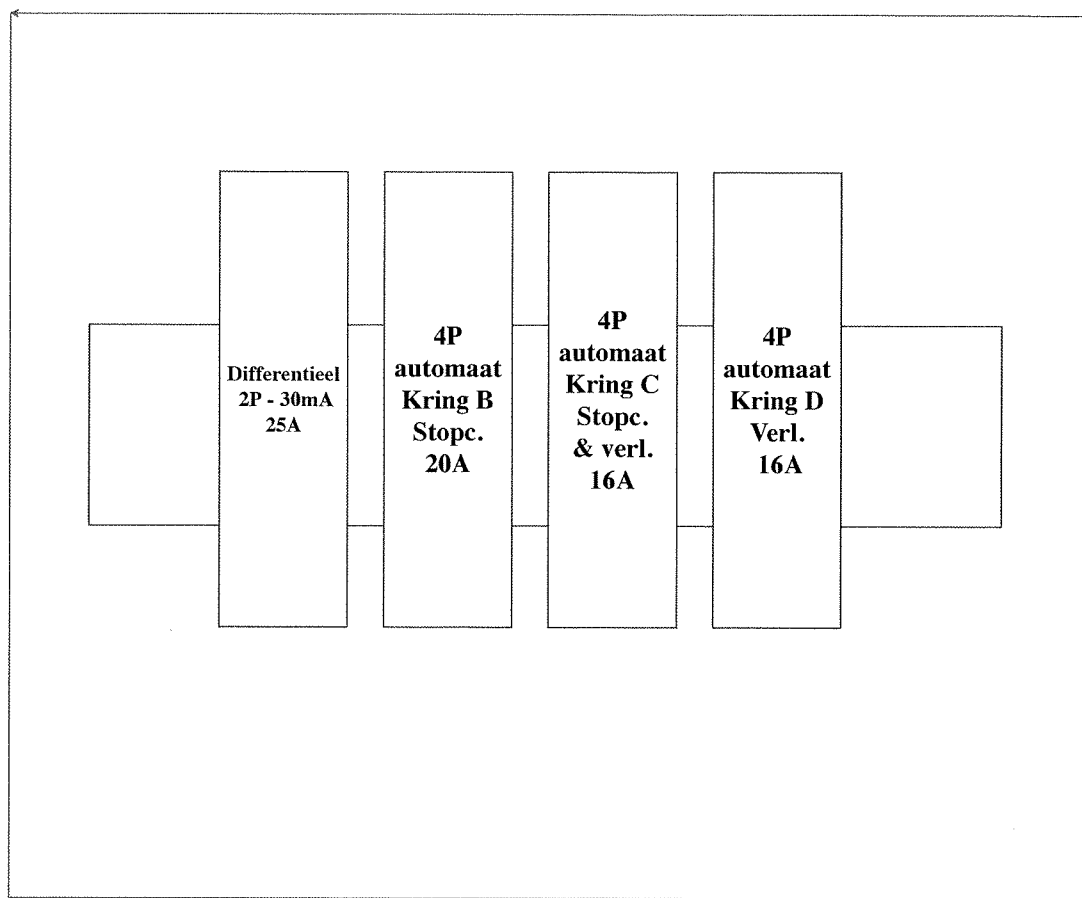 Differentieel
2P - 30mA
25A
4P
automaat
Kring B
Stopc.
20A
4P
automaat
Kring C
Stopc.
& verl.
16A
4P
automaat
Kring D
Verl.
16A